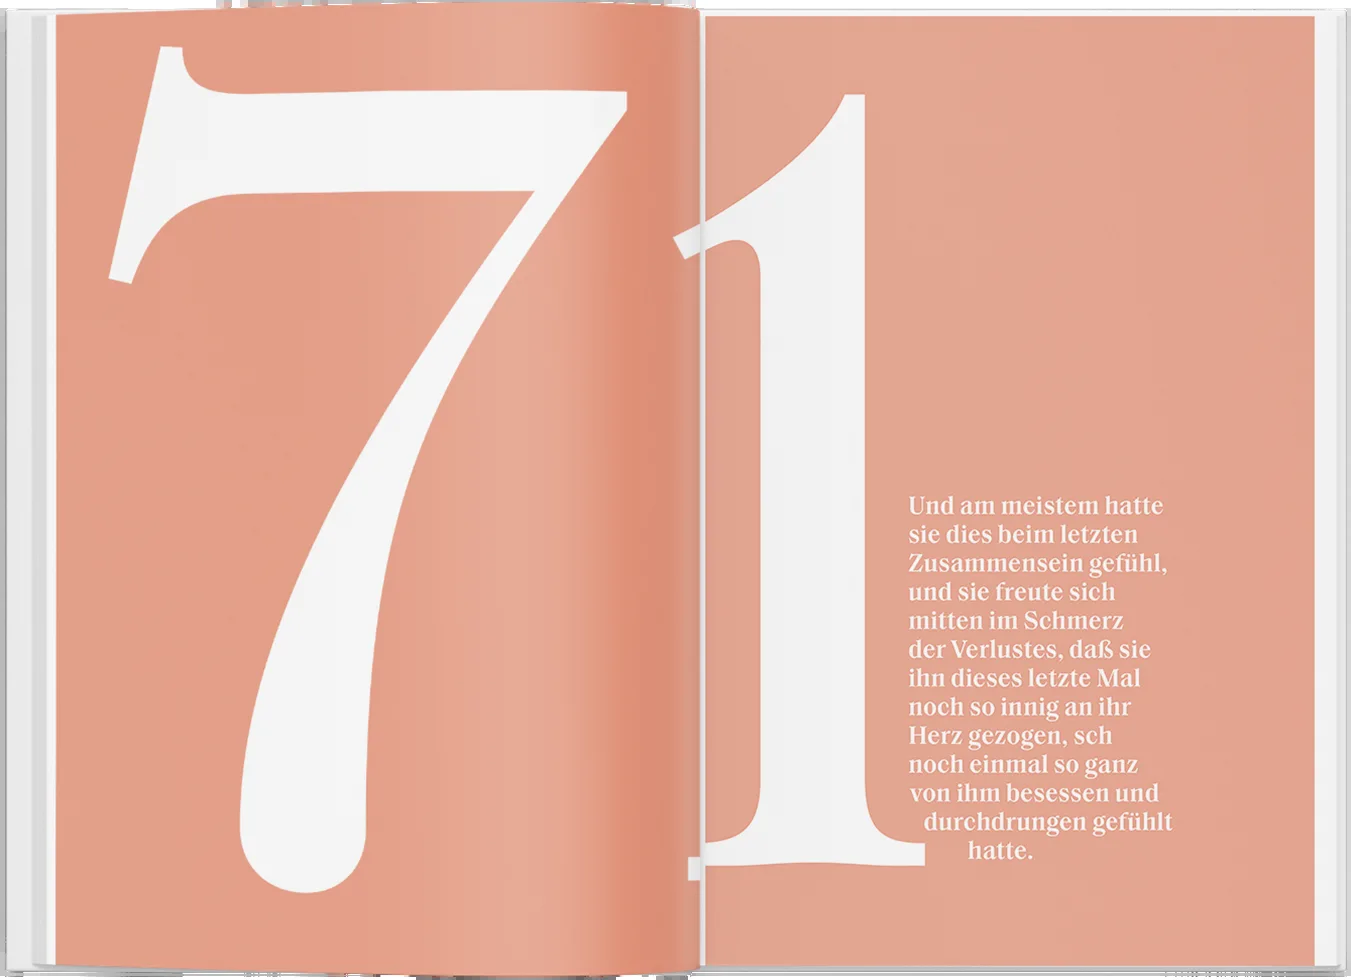 71
Und am meistem hatte
sie dies beim letzten
Zusammensein gefühl,
und sie freute sich
mitten im Schmerz
der Verlustes, daß sie
ihn dieses letzte Mal
noch so innig an ihr
Herz gezogen, sch
noch einmal so ganz
von ihm besessen und
durchdrungen gefühlt
hatte.